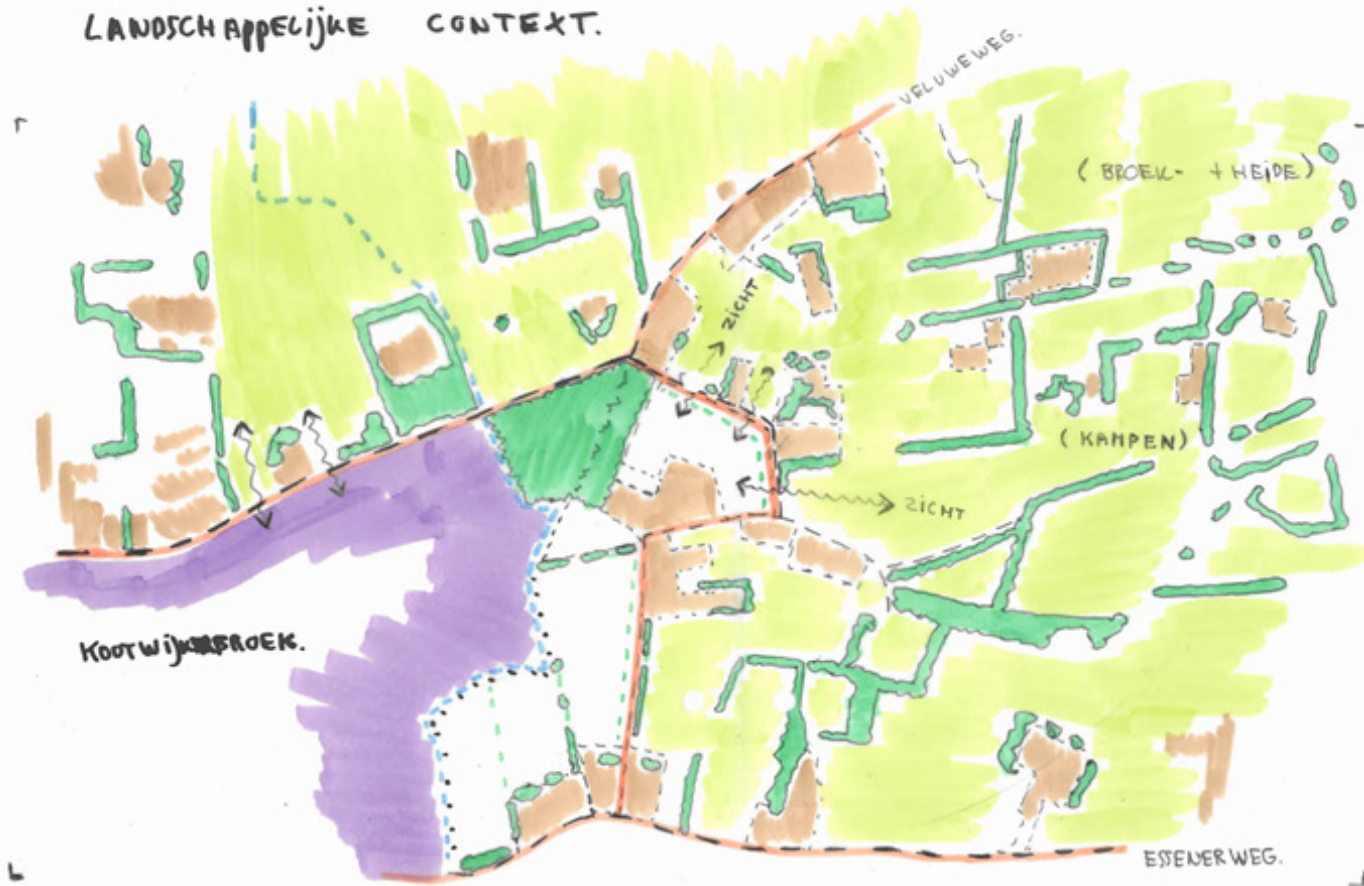 LANDSCHAPPELIJKE CONTEXT.
VELUWEWEG.
(BROEK- + HEIDE)
ZICHT
(KAMPEN)
ZICHT
KOOTWIJKERBROEK.
ESSENERWEG.